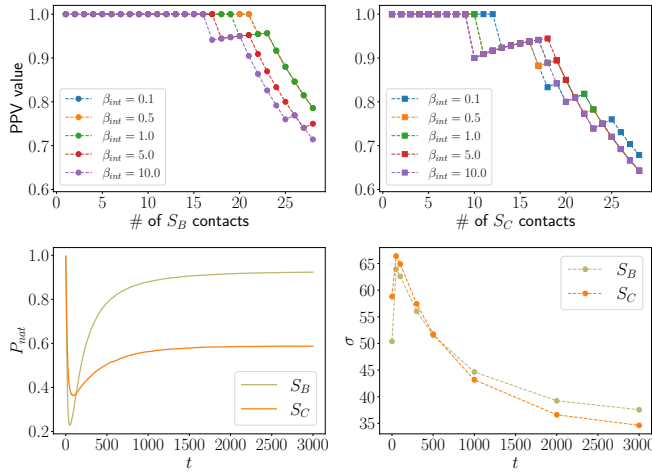 PPV value
1.0
0.9
0.8
0.7
0.6
β_int = 0.1
β_int = 0.5
β_int = 1.0
β_int = 5.0
β_int = 10.0
0 5 10 15 20 25
# of S_B contacts
1.0
0.9
0.8
0.7
0.6
β_int = 0.1
β_int = 0.5
β_int = 1.0
β_int = 5.0
β_int = 10.0
0 5 10 15 20 25
# of S_C contacts
P_nat
1.0
0.8
0.6
0.4
0.2
S_B
S_C
0 500 1000 1500 2000 2500 3000
t
σ
65
60
55
50
45
40
35
S_B
S_C
0 500 1000 1500 2000 2500 3000
t